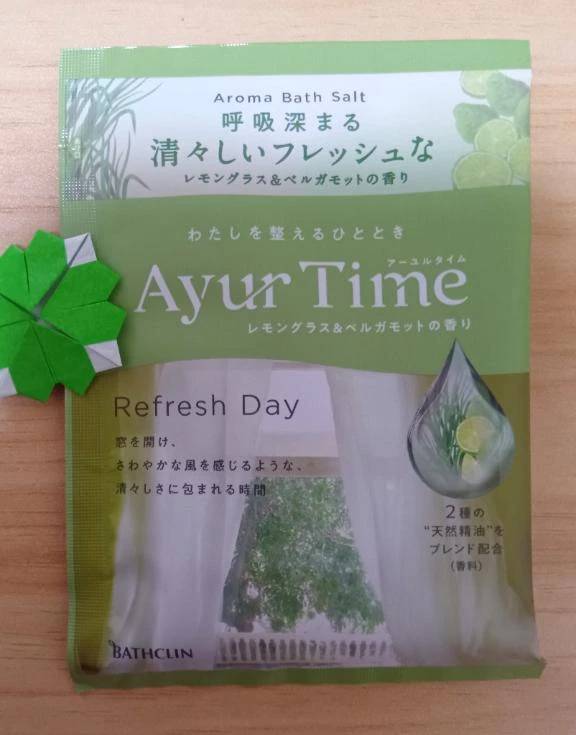 Aroma Bath Salt
呼吸深まる
清々しいフレッシュな
レモングラス&ベルガモットの香り
わたしを整えるひととき
アーユルタイム
Ayur Time
レモングラス&ベルガモットの香り
Refresh Day
窓を開け、
さわやかな風を感じるような、
清々しさに包まれる時間
2種の
“天然精油”を
ブレンド配合
(香料)
BATHCLIN